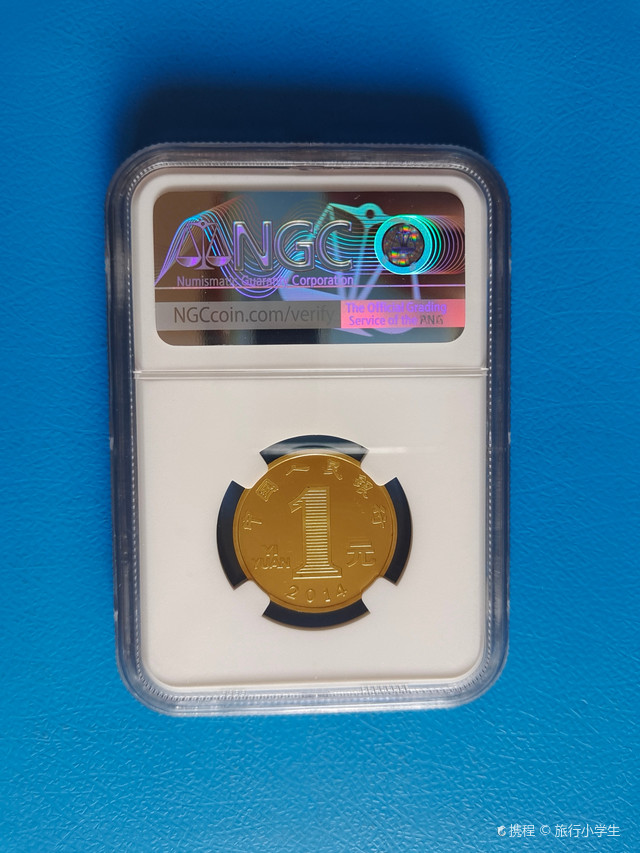 NGC
Numismatic Guaranty Corporation
NGCcoin.com/verify
The Official Grading
Service of the ANA
中国人民银行
1
YI
YUAN
元
2014
携程 © 旅行小学生